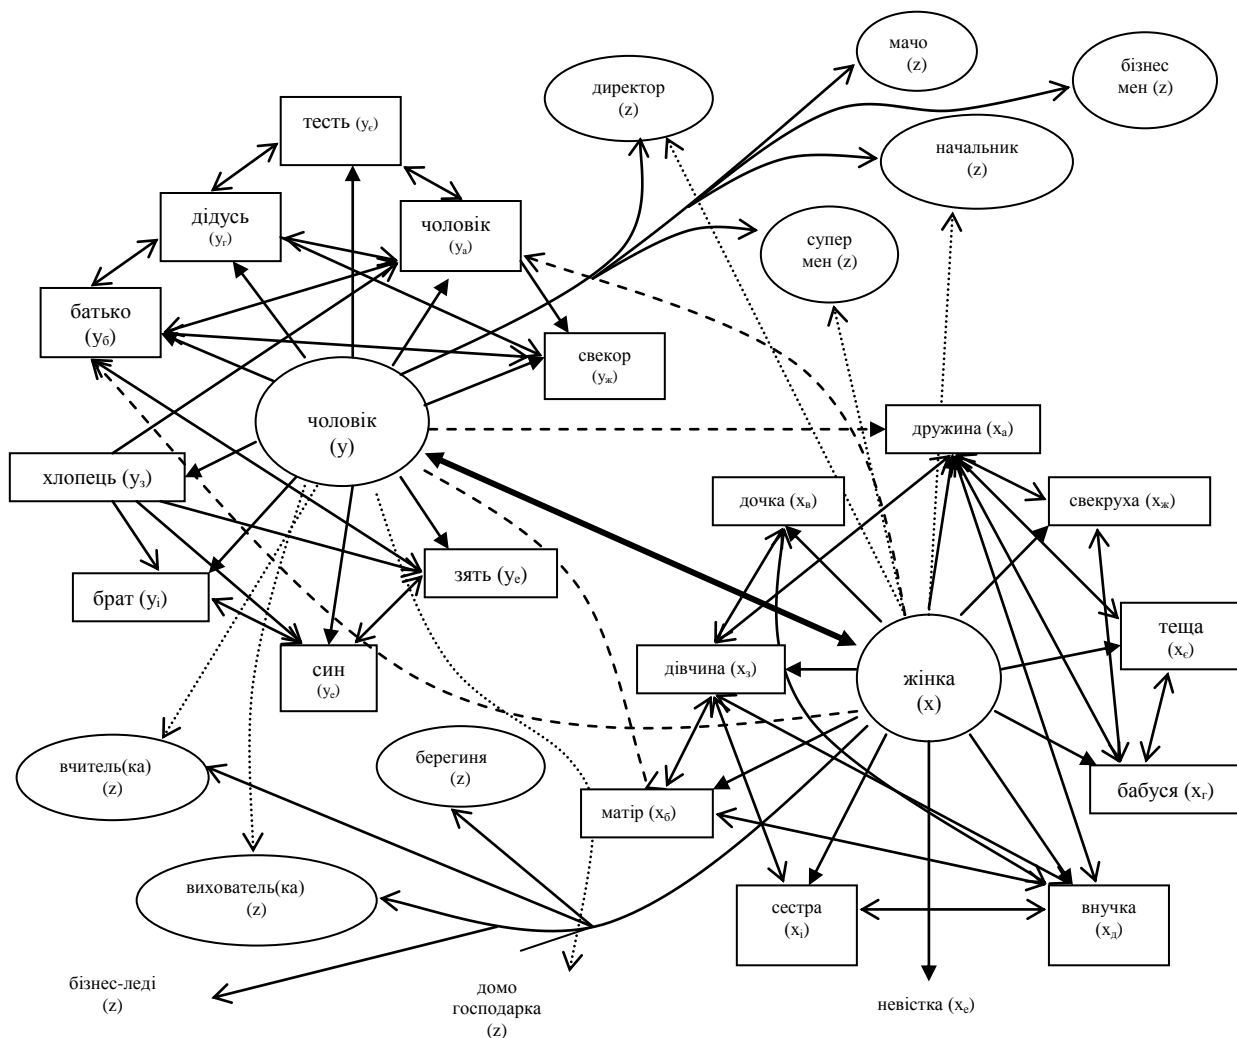 мачо
(z)
бізнес
мен (z)
директор
(z)
тесть (yє)
начальник
(z)
дідусь
(yг)
чоловік
(yа)
супер
мен (z)
батько
(yб)
свекор
(yж)
чоловік
(y)
дружина (xа)
хлопець (yз)
дочка (xв)
свекруха (xж)
зять (yе)
брат (yі)
теща
(xє)
син
(yе)
дівчина (xз)
жінка
(x)
вчитель(ка)
(z)
берегиня
(z)
матір (xб)
бабуся (xг)
вихователь(ка)
(z)
сестра
(xі)
внучка
(xд)
бізнес-леді
(z)
домо
господарка
(z)
невістка (xе)